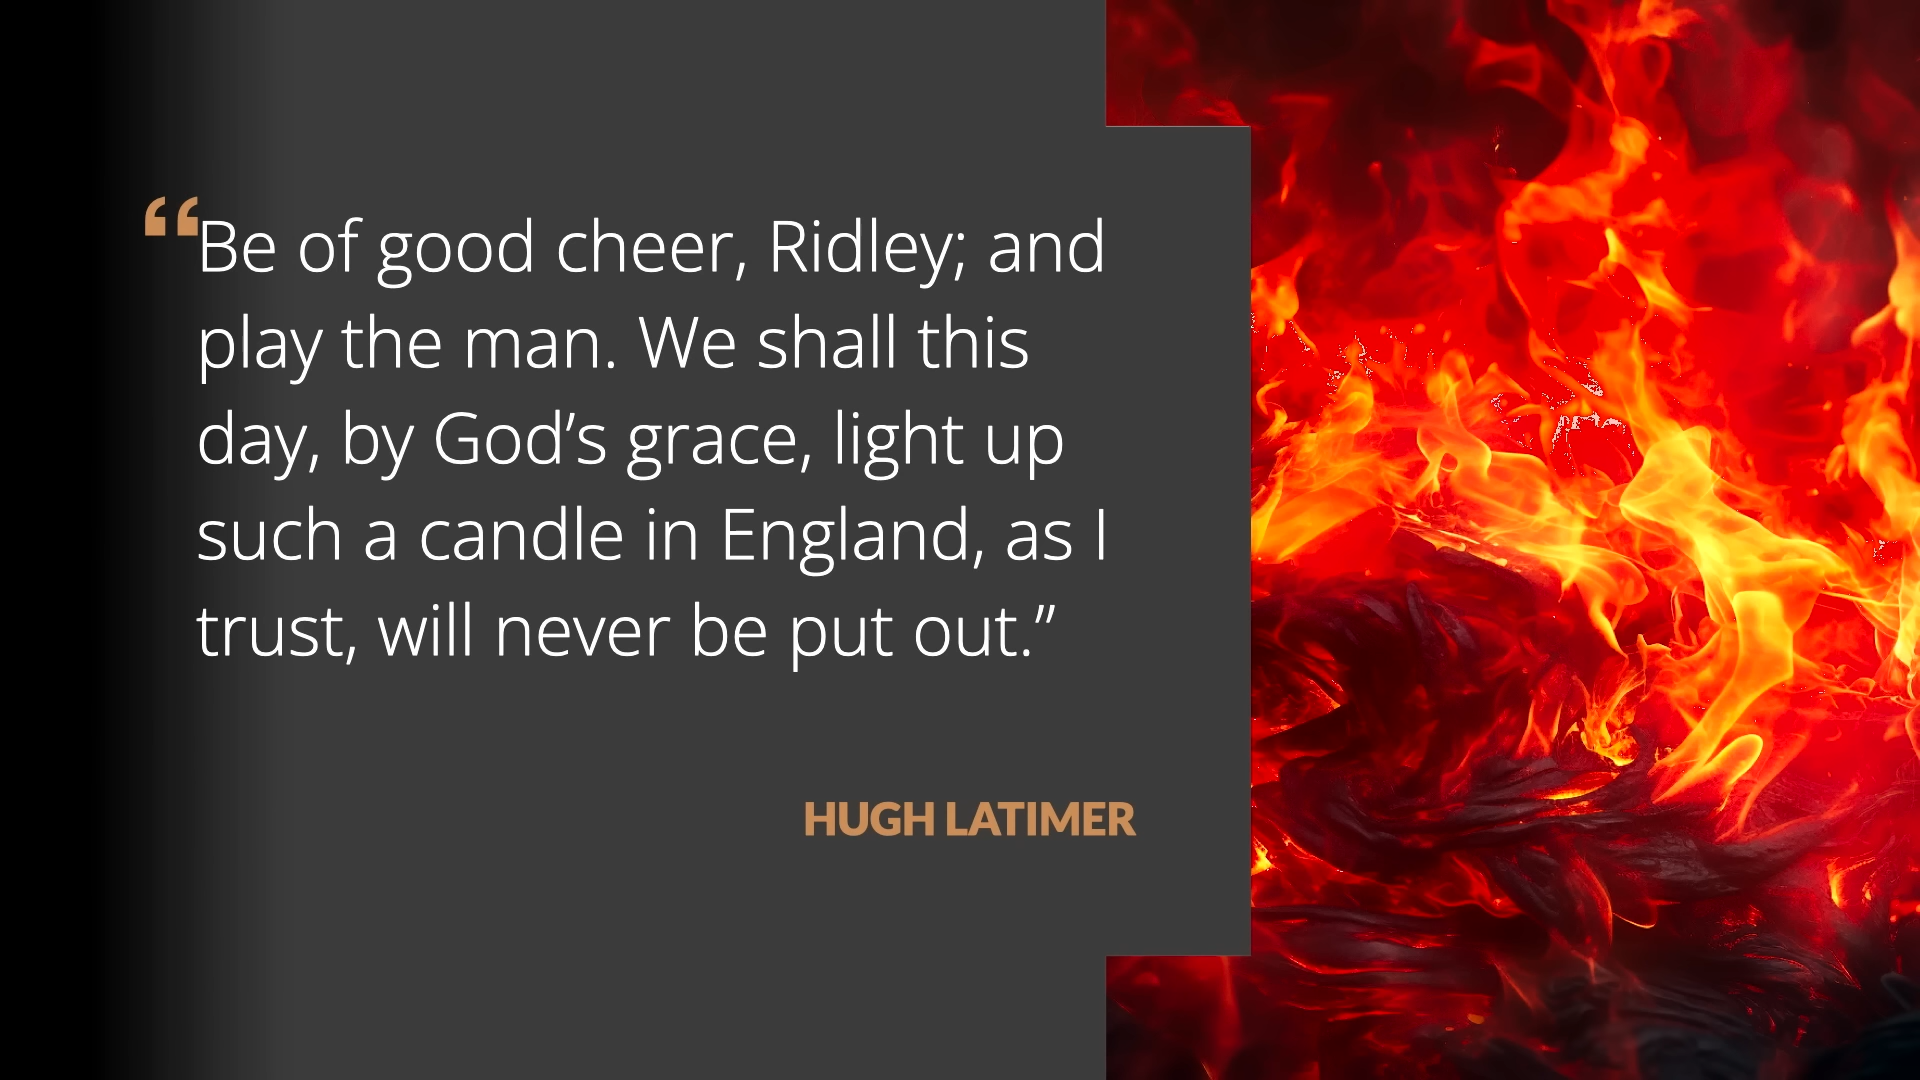 “Be of good cheer, Ridley; and
play the man. We shall this
day, by God’s grace, light up
such a candle in England, as I
trust, will never be put out.”
HUGH LATIMER